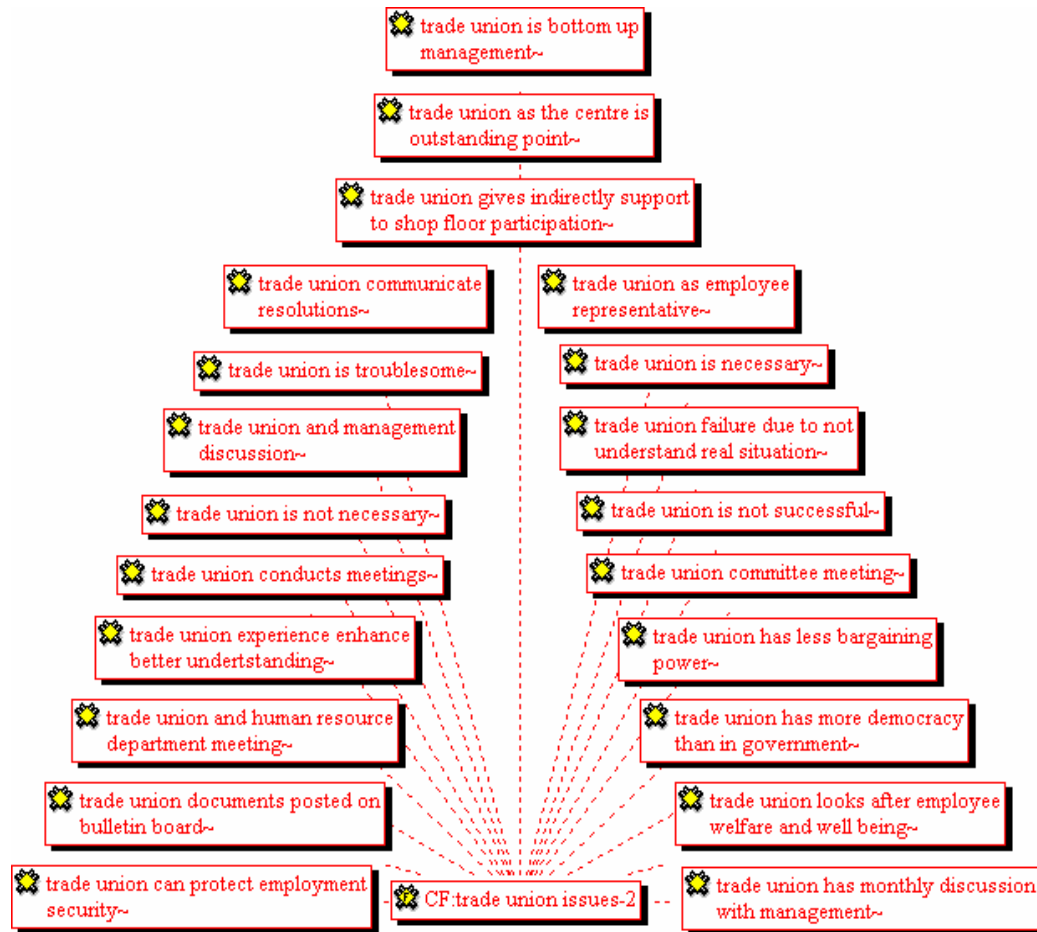 trade union is bottom up
management~
trade union as the centre is
outstanding point~
trade union gives indirectly support
to shop floor participation~
trade union communicate
resolutions~
trade union as employee
representative~
trade union is troublesome~
trade union is necessary~
trade union and management
discussion~
trade union failure due to not
understand real situation~
trade union is not necessary~
trade union is not successful~
trade union conducts meetings~
trade union committee meeting~
trade union experience enhance
better undertstanding~
trade union has less bargaining
power~
trade union and human resource
department meeting~
trade union has more democracy
than in government~
trade union documents posted on
bulletin board~
trade union looks after employee
welfare and well being~
trade union can protect employment
security~
CF:trade union issues-2
trade union has monthly discussion
with management~